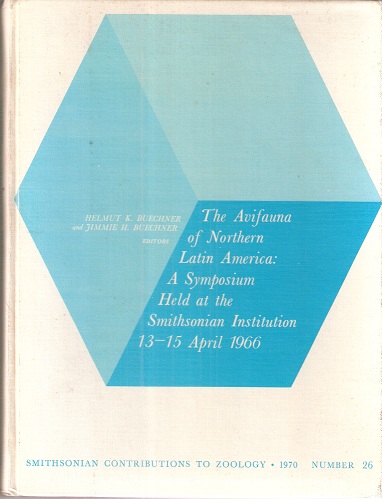 HELMUT K. BUECHNER
and JIMMIE H. BUECHNER
EDITORS
The Avifauna
of Northern
Latin America:
A Symposium
Held at the
Smithsonian Institution
13–15 April 1966
SMITHSONIAN CONTRIBUTIONS TO ZOOLOGY • 1970 NUMBER 26